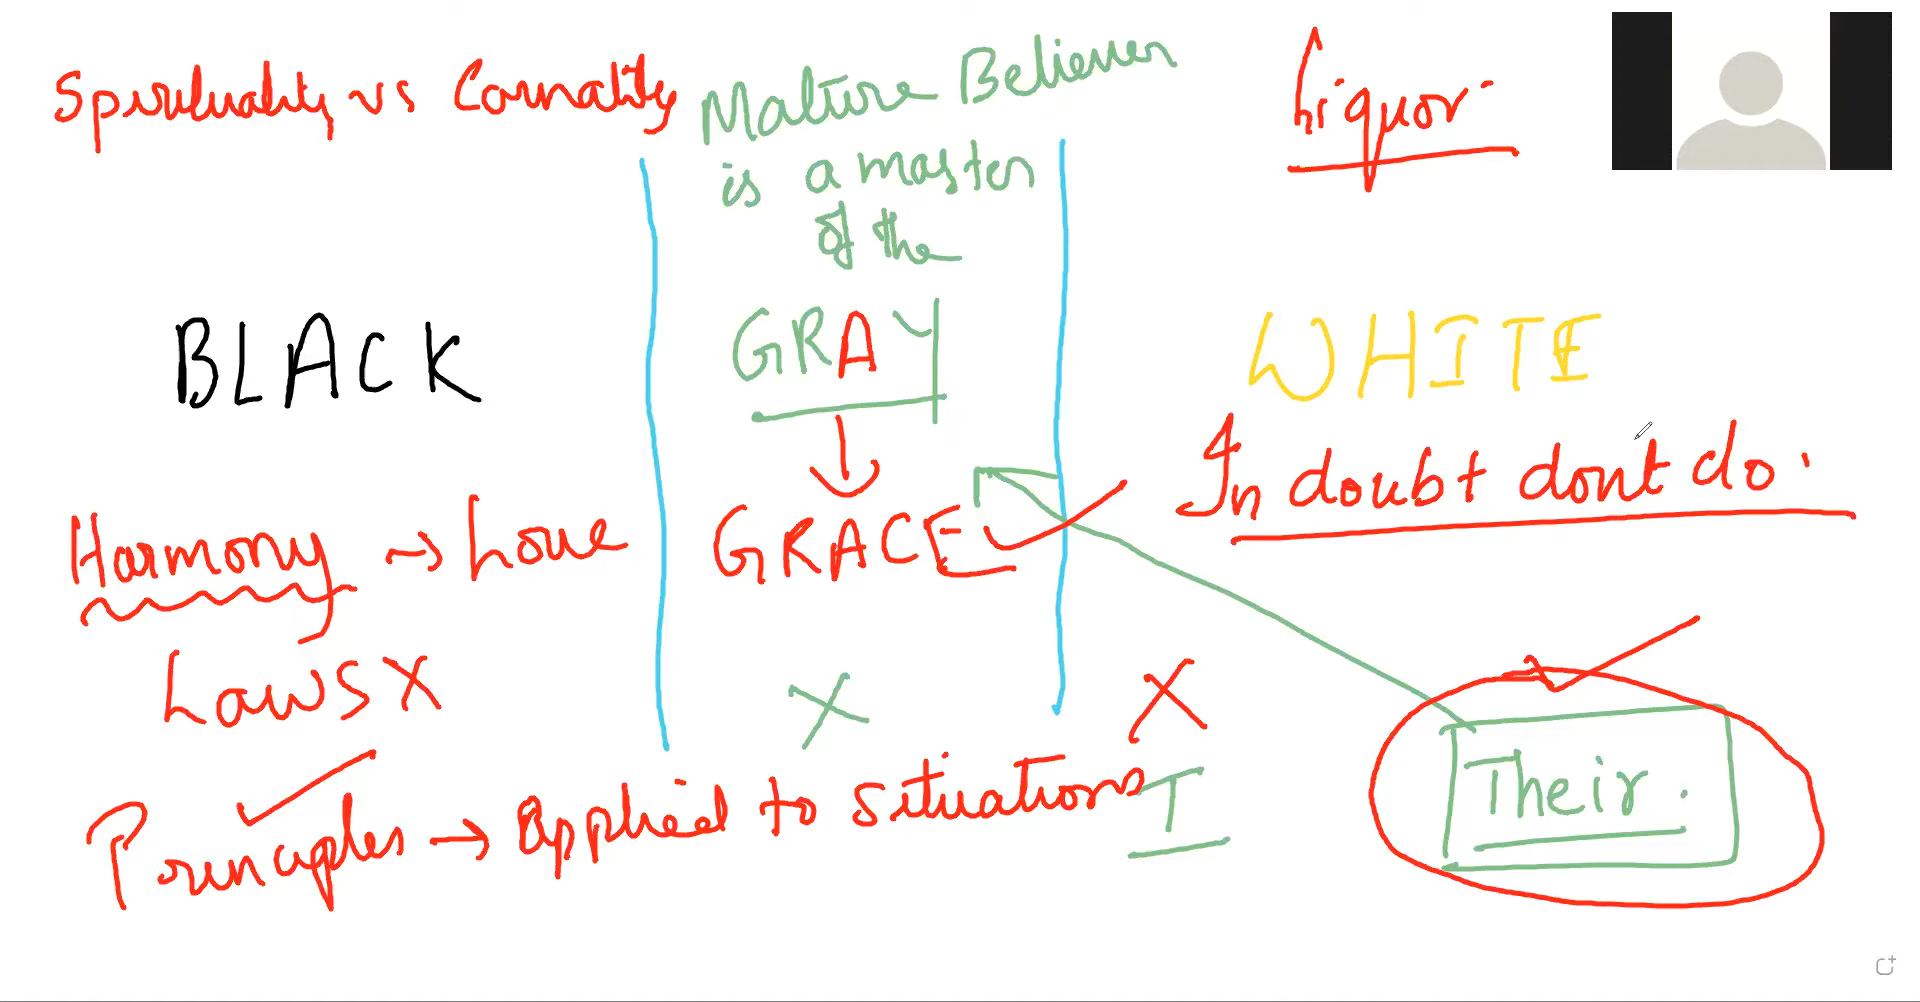 Spirituality vs Carnality
Mature Believer
is a master
of the
Liquor.
BLACK
GRAY
WHITE
In doubt dont do.
Harmony → Love
GRACE
Laws X
X
X
Principles → Applied to Situations
I
Their.